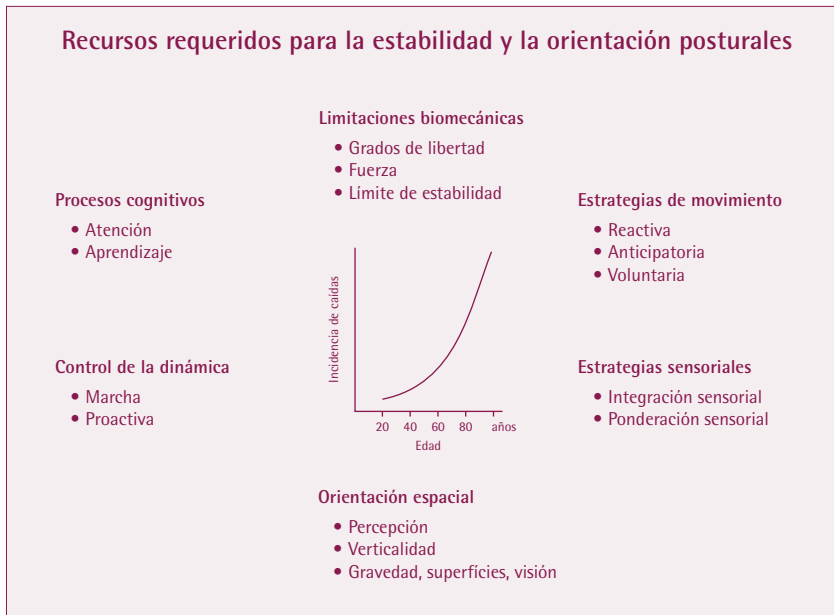 Recursos requeridos para la estabilidad y la orientación posturales
Limitaciones biomecánicas
• Grados de libertad
• Fuerza
• Límite de estabilidad
Procesos cognitivos
• Atención
• Aprendizaje
Estrategias de movimiento
• Reactiva
• Anticipatoria
• Voluntaria
Incidencia de caídas
20 40 60 80 años
Edad
Control de la dinámica
• Marcha
• Proactiva
Estrategias sensoriales
• Integración sensorial
• Ponderación sensorial
Orientación espacial
• Percepción
• Verticalidad
• Gravedad, superfícies, visión